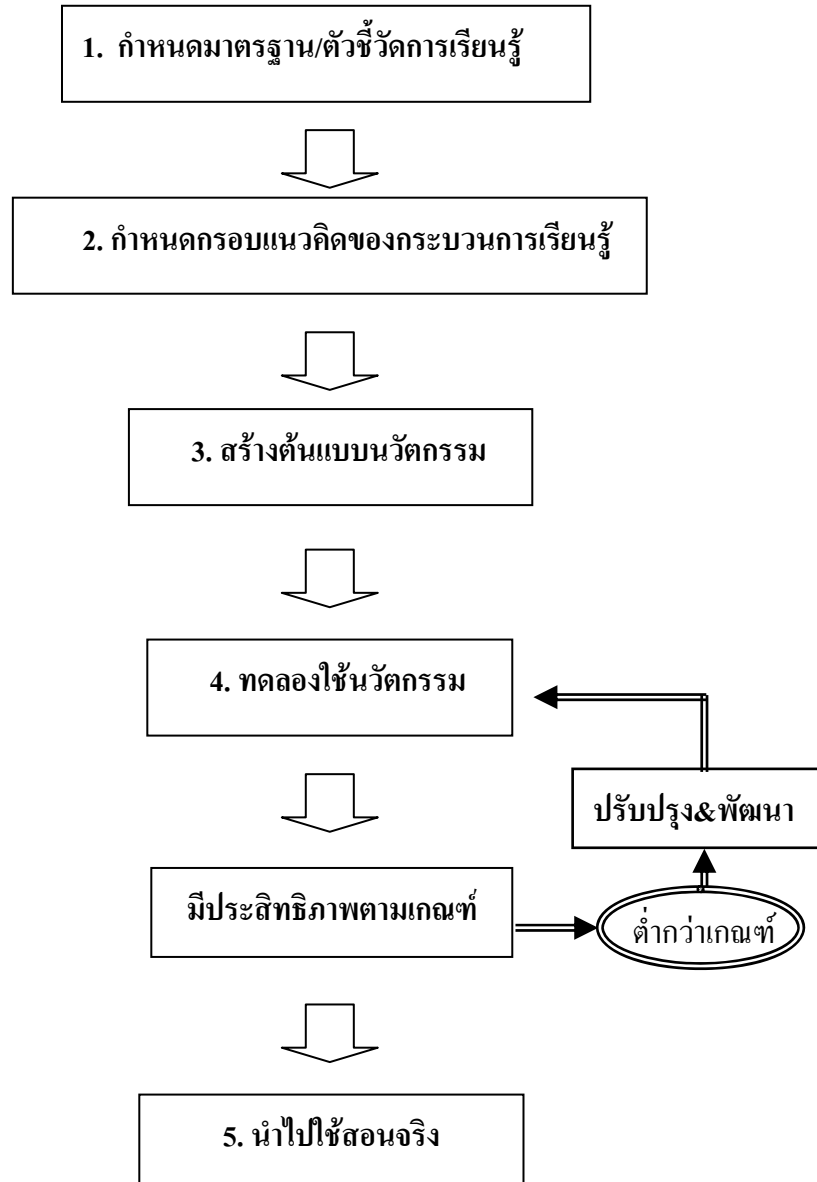 1. กำหนดมาตรฐาน/ตัวชี้วัดการเรียนรู้
2. กำหนดกรอบแนวคิดของกระบวนการเรียนรู้
3. สร้างต้นแบบนวัตกรรม
4. ทดลองใช้นวัตกรรม
ปรับปรุง&พัฒนา
มีประสิทธิภาพตามเกณฑ์
ต่ำกว่าเกณฑ์
5. นำไปใช้สอนจริง